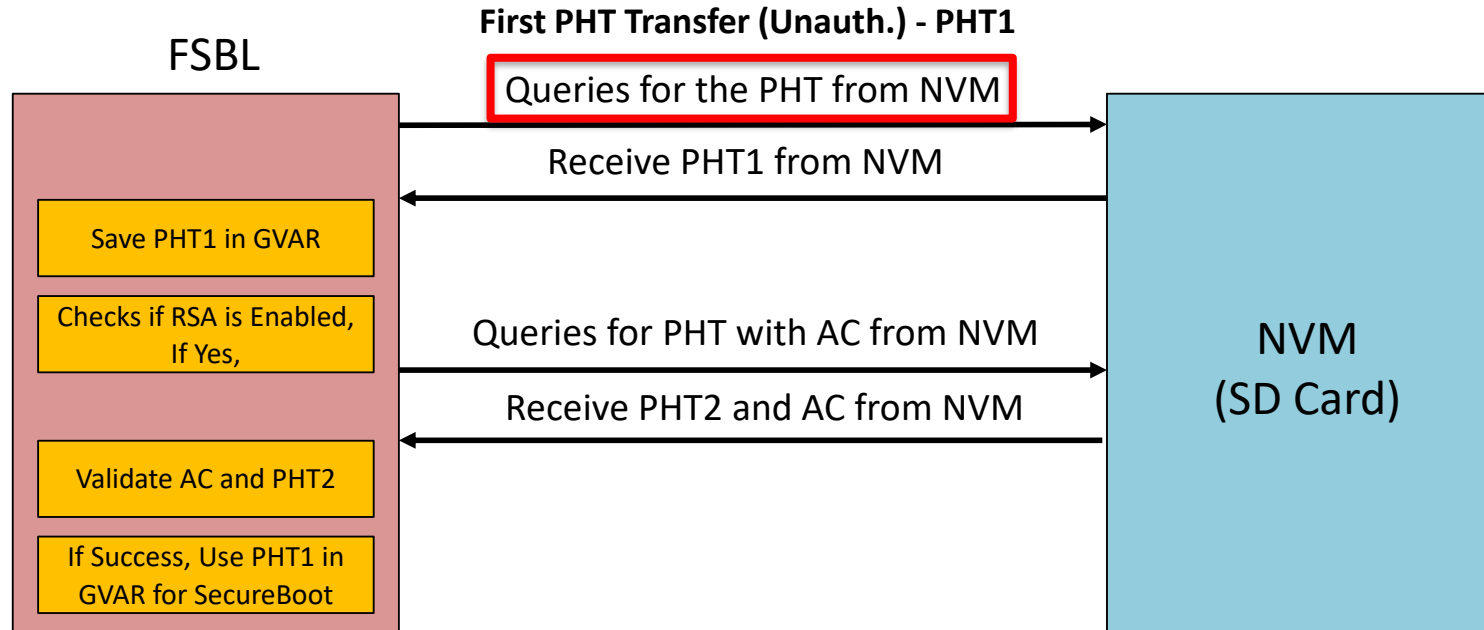 First PHT Transfer (Unauth.) - PHT1
FSBL
Queries for the PHT from NVM
Receive PHT1 from NVM
Save PHT1 in GVAR
Checks if RSA is Enabled,
If Yes,
Queries for PHT with AC from NVM
Receive PHT2 and AC from NVM
Validate AC and PHT2
If Success, Use PHT1 in
GVAR for SecureBoot
NVM
(SD Card)